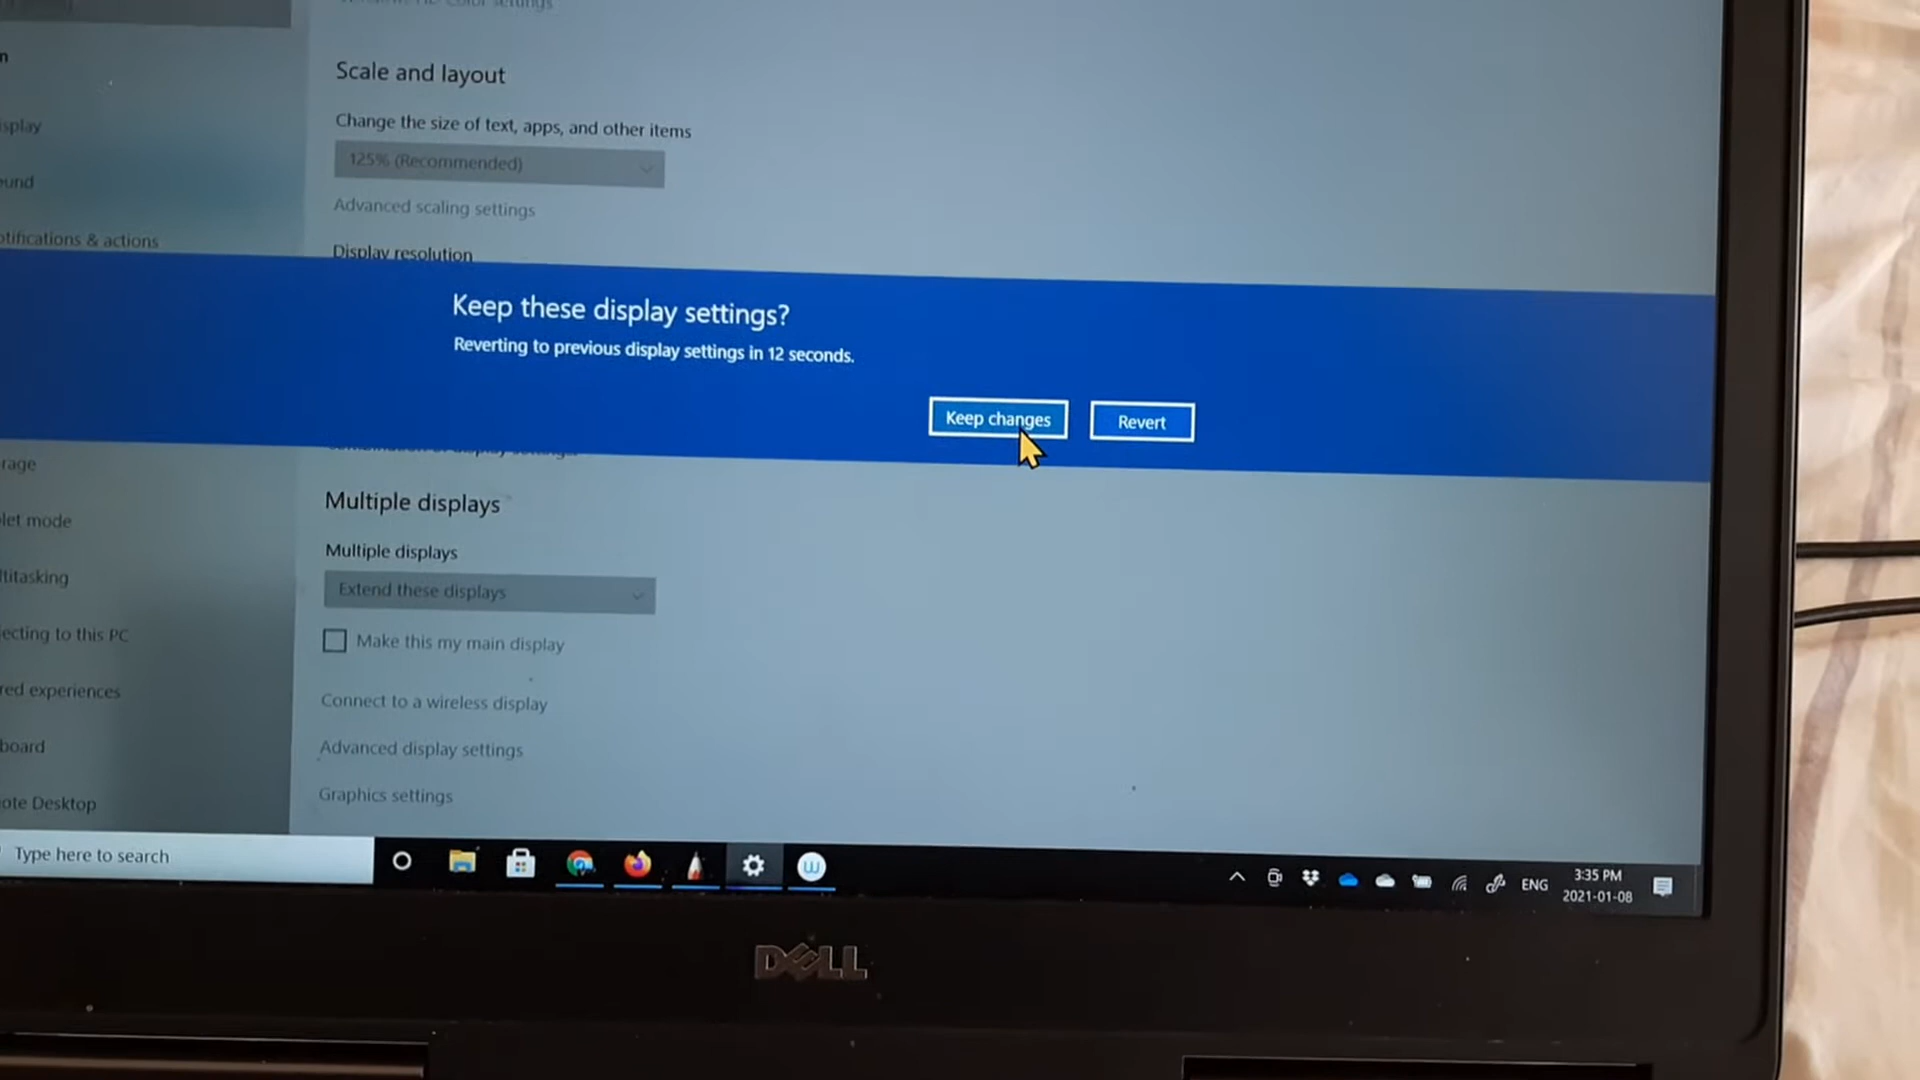 Scale and layout
Change the size of text, apps, and other items
splay
125% (Recommended)
ound
Advanced scaling settings
otifications & actions
Display resolution
Keep these display settings?
Reverting to previous display settings in 12 seconds.
Keep changes
Revert
rage
Multiple displays
let mode
Multiple displays
ltitasking
Extend these displays
ecting to this PC
Make this my main display
red experiences
Connect to a wireless display
board
Advanced display settings
ote Desktop
Graphics settings
Type here to search
ENG
3:35 PM
2021-01-08
DELL